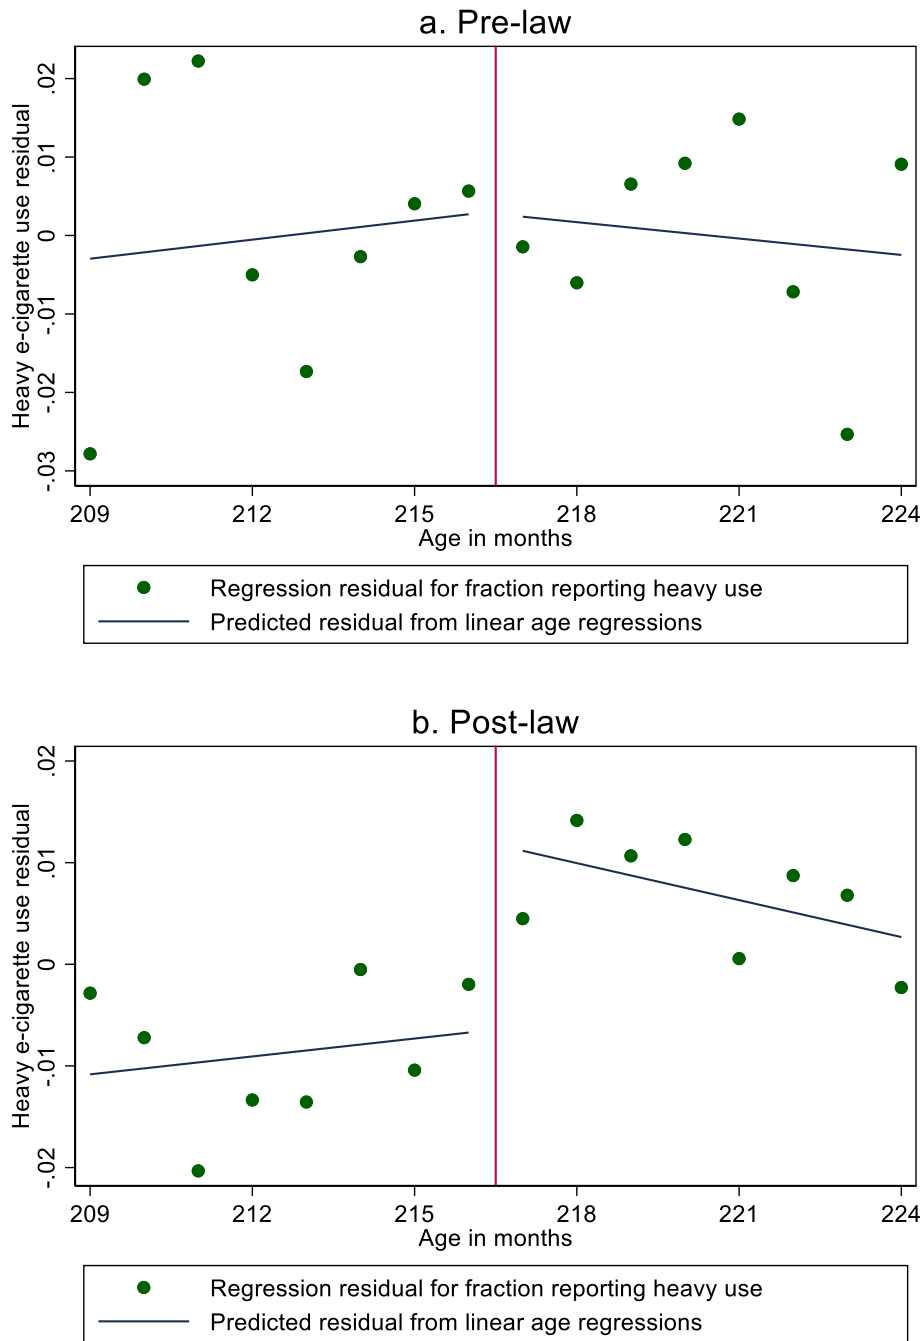 a. Pre-law
Heavy e-cigarette use residual
.02
.01
0
-.01
-.02
-.03
209 212 215 218 221 224
Age in months
Regression residual for fraction reporting heavy use
Predicted residual from linear age regressions
b. Post-law
Heavy e-cigarette use residual
.02
.01
0
-.01
-.02
209 212 215 218 221 224
Age in months
Regression residual for fraction reporting heavy use
Predicted residual from linear age regressions